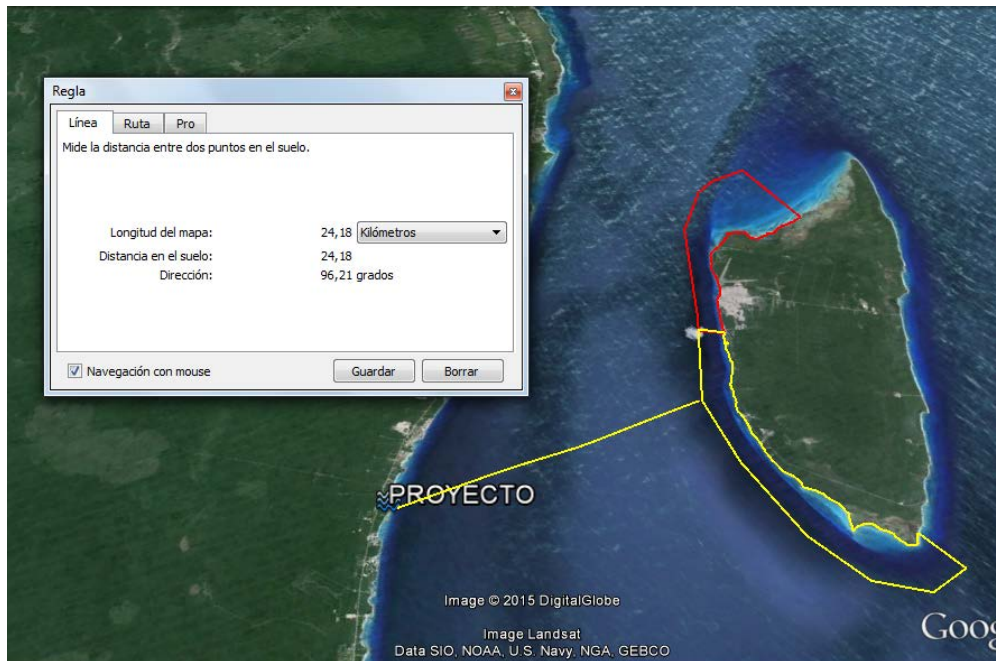 Regla
Línea Ruta Pro
Mide la distancia entre dos puntos en el suelo.
Longitud del mapa: 24,18 Kilómetros
Distancia en el suelo: 24,18
Dirección: 96,21 grados
Navegación con mouse Guardar Borrar
PROYECTO
Image © 2015 DigitalGlobe
Image Landsat
Data SIO, NOAA, U.S. Navy, NGA, GEBCO
Goog